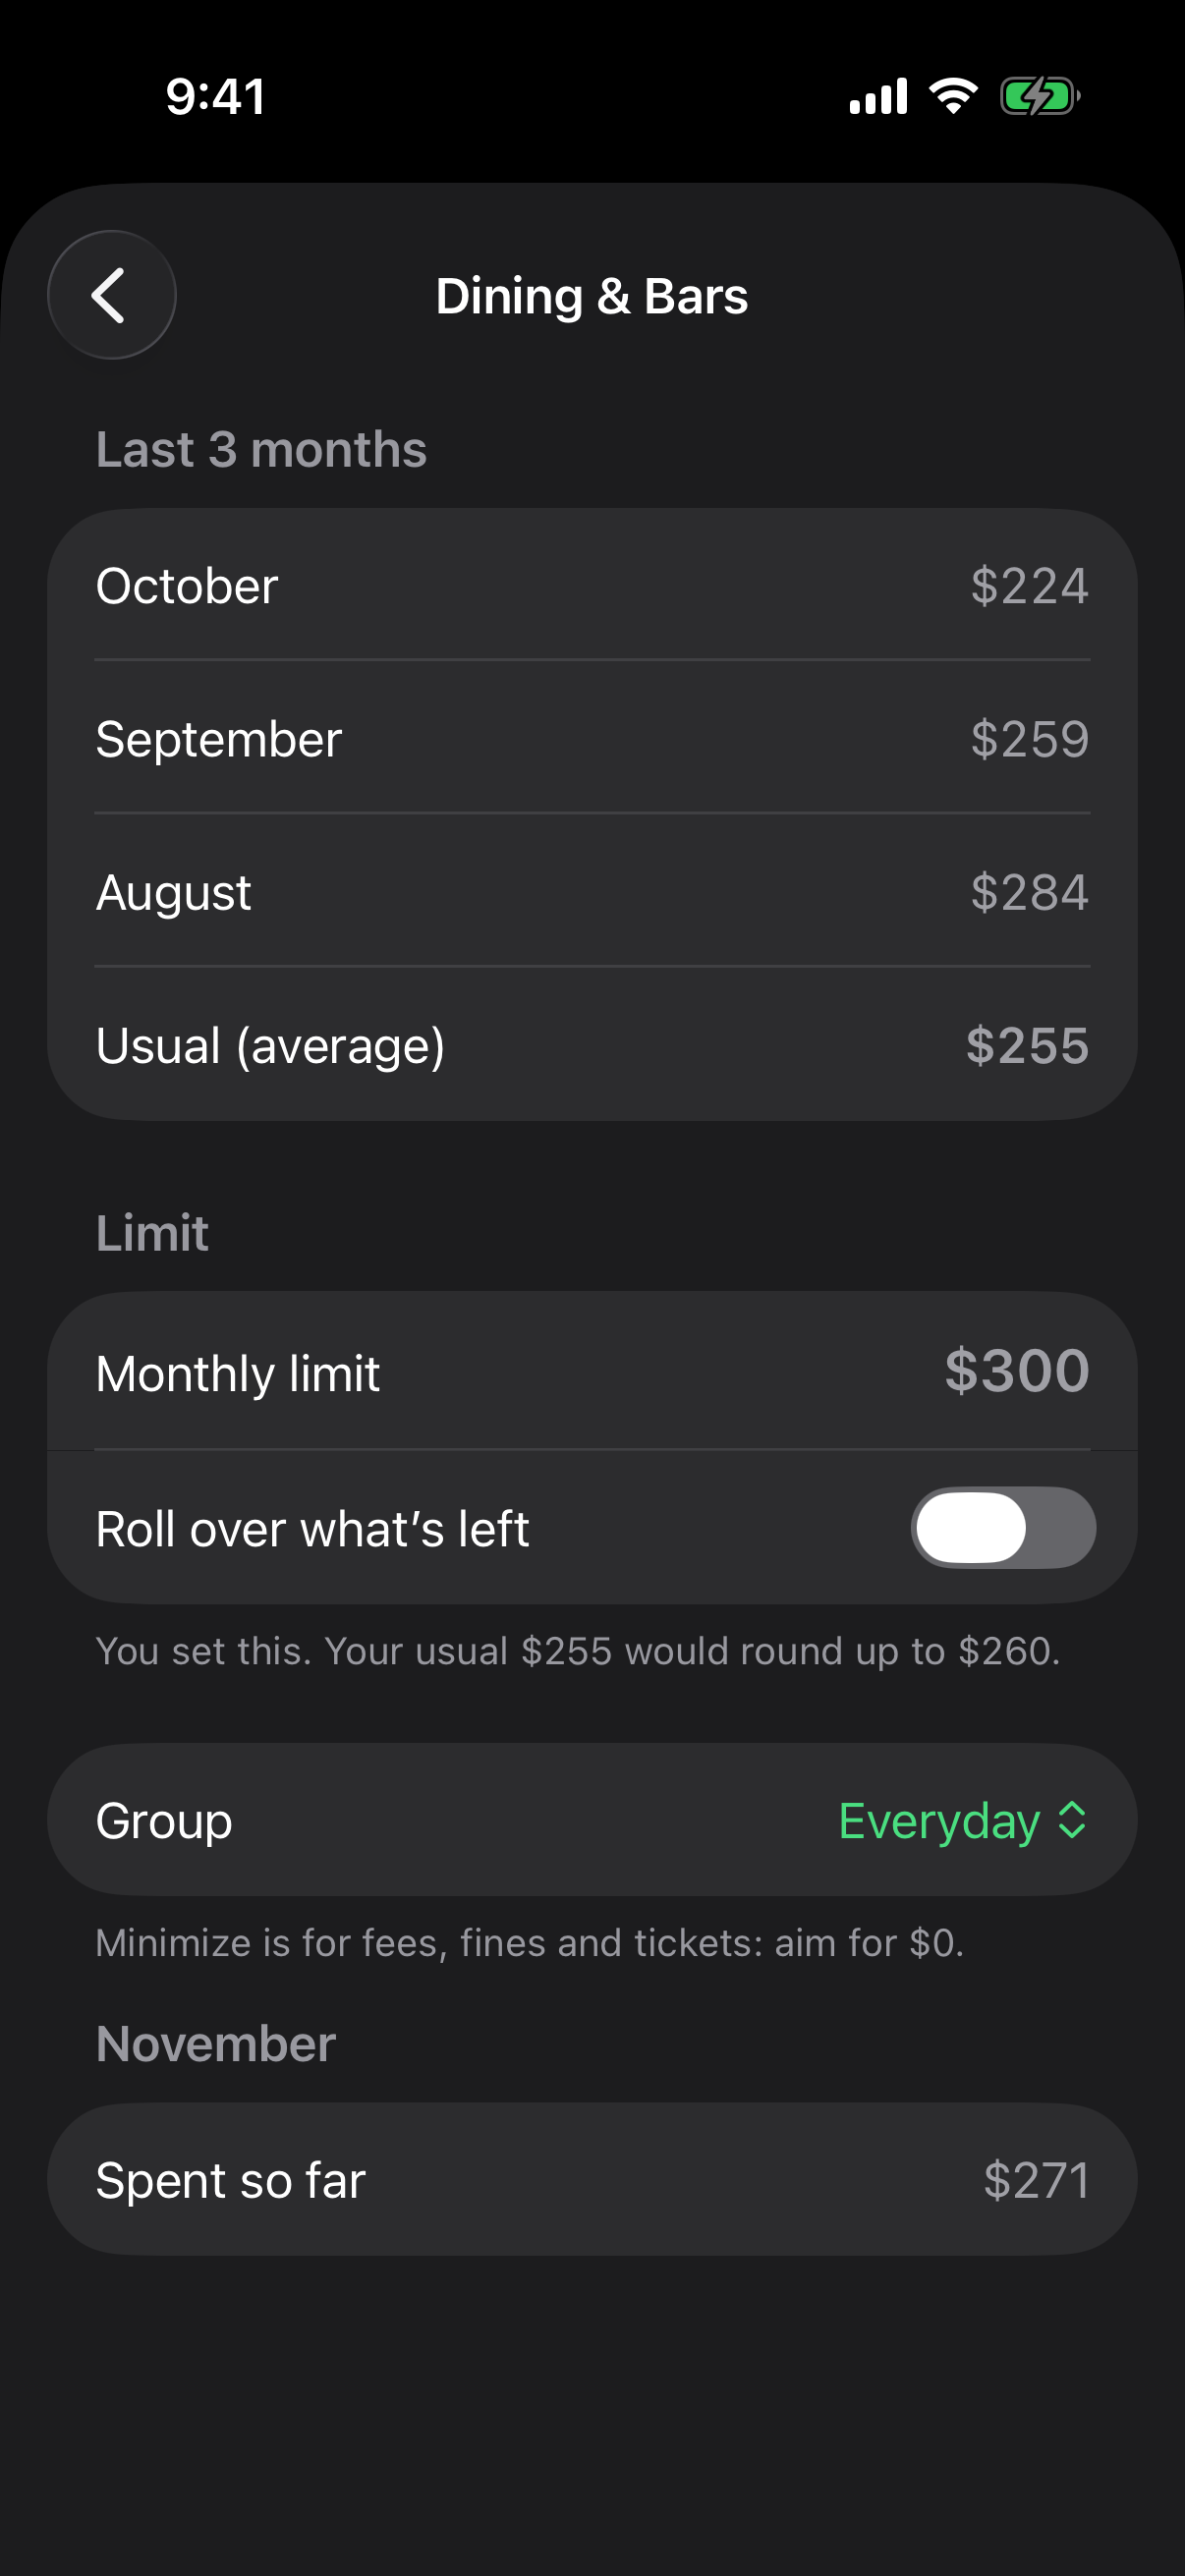 9:41
Dining & Bars
Last 3 months
October $224
September $259
August $284
Usual (average) $255
Limit
Monthly limit $300
Roll over what’s left
You set this. Your usual $255 would round up to $260.
Group Everyday
Minimize is for fees, fines and tickets: aim for $0.
November
Spent so far $271